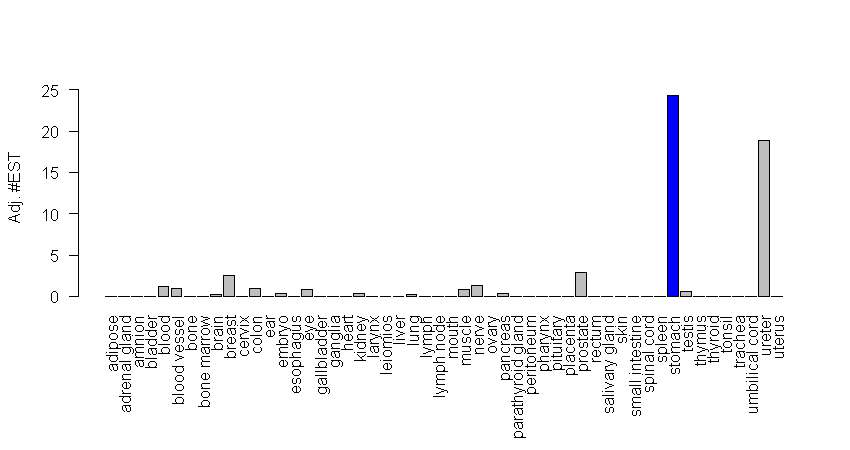 Adj. #EST
25
20
15
10
5
0
adipose
adrenal gland
amnion
bladder
blood
blood vessel
bone
bone marrow
brain
breast
cervix
colon
ear
embryo
esophagus
eye
gallbladder
ganglia
heart
kidney
larynx
leiomios
liver
lung
lymph
lymph node
mouth
muscle
nerve
ovary
pancreas
parathyroid gland
peritoneum
pharynx
pituitary
placenta
prostate
rectum
salivary gland
skin
small intestine
spinal cord
spleen
stomach
testis
thymus
thyroid
tonsil
trachea
umbilical cord
ureter
uterus